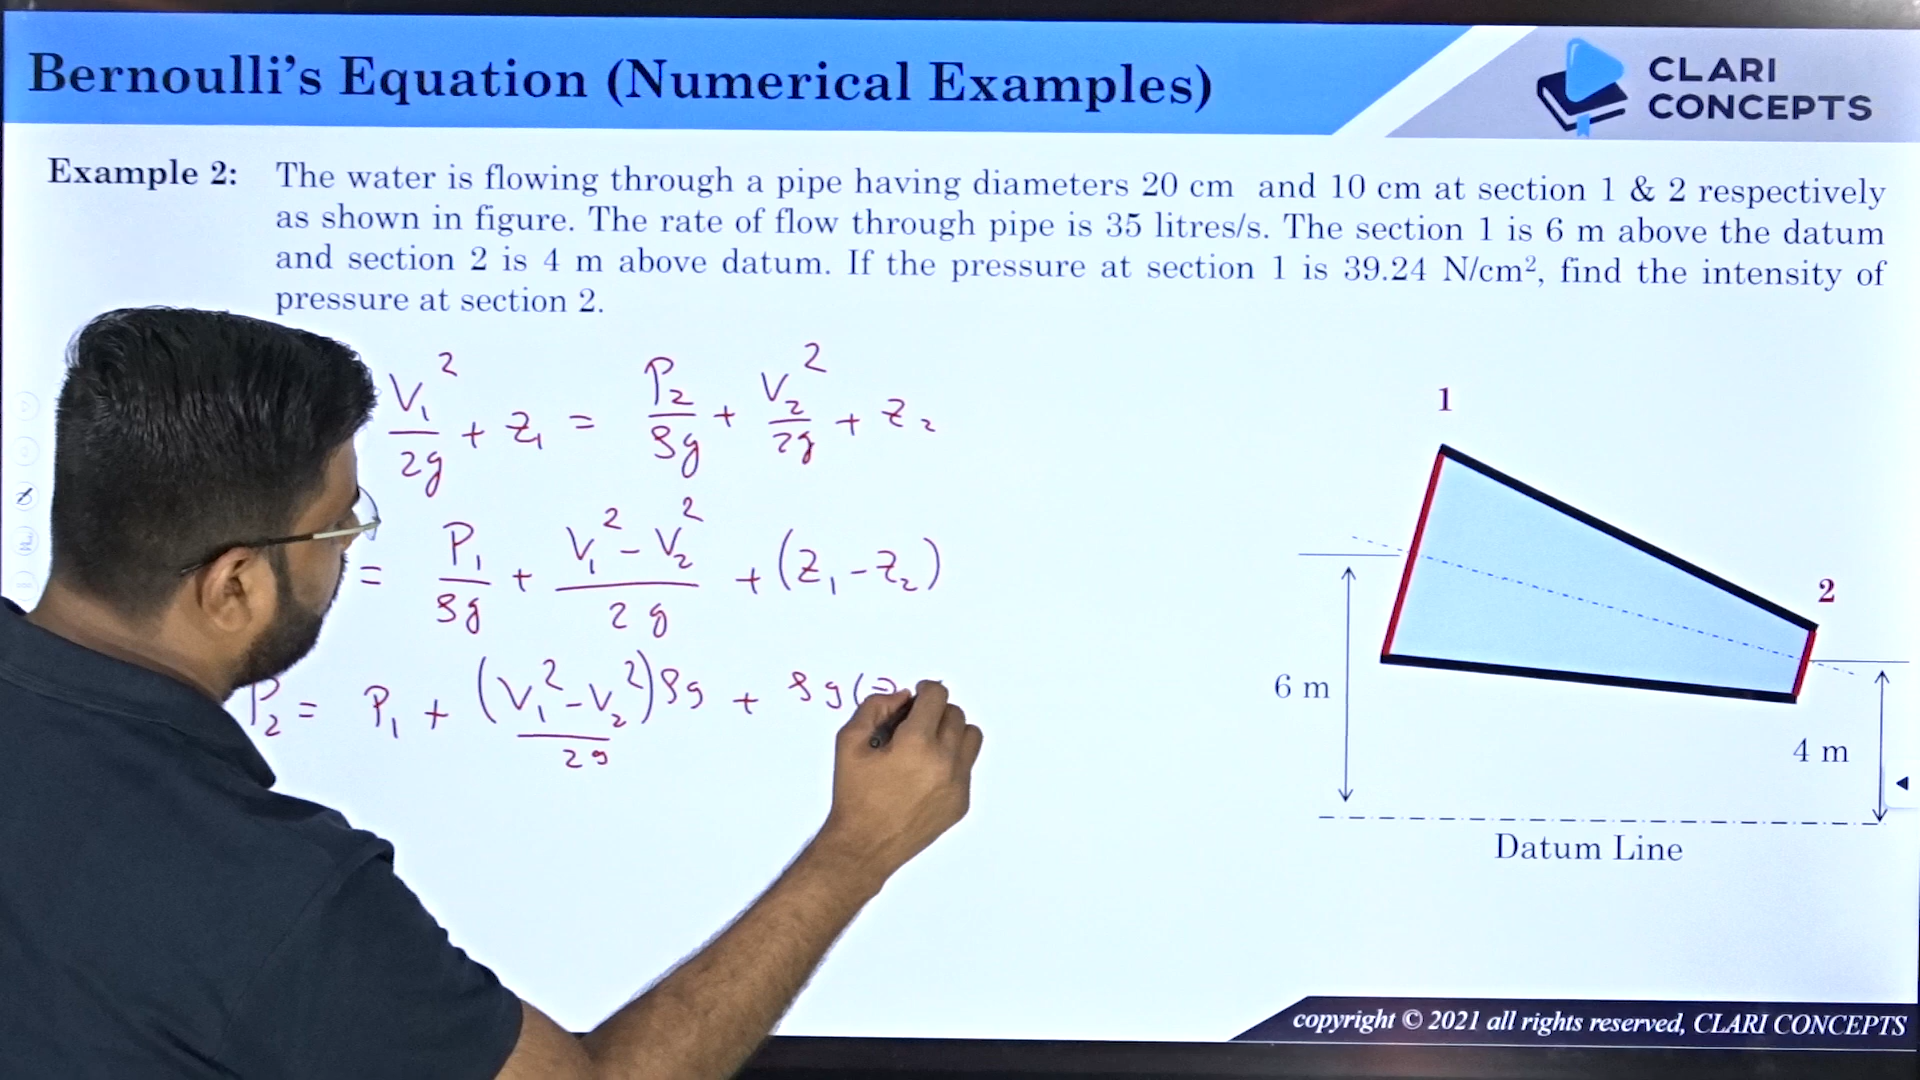 Bernoulli's Equation (Numerical Examples)
CLARI
CONCEPTS
Example 2: The water is flowing through a pipe having diameters 20 cm and 10 cm at section 1 & 2 respectively
as shown in figure. The rate of flow through pipe is 35 litres/s. The section 1 is 6 m above the datum
and section 2 is 4 m above datum. If the pressure at section 1 is 39.24 N/cm², find the intensity of
pressure at section 2.
V₁²/2g + Z₁ = P₂/ρg + V₂²/2g + Z₂
= P₁/ρg + V₁² - V₂²/2g + (Z₁ - Z₂)
P₂ = P₁ + (V₁² - V₂²)ρg/2g + ρg(Z
1
2
6 m
4 m
Datum Line
copyright © 2021 all rights reserved, CLARI CONCEPTS